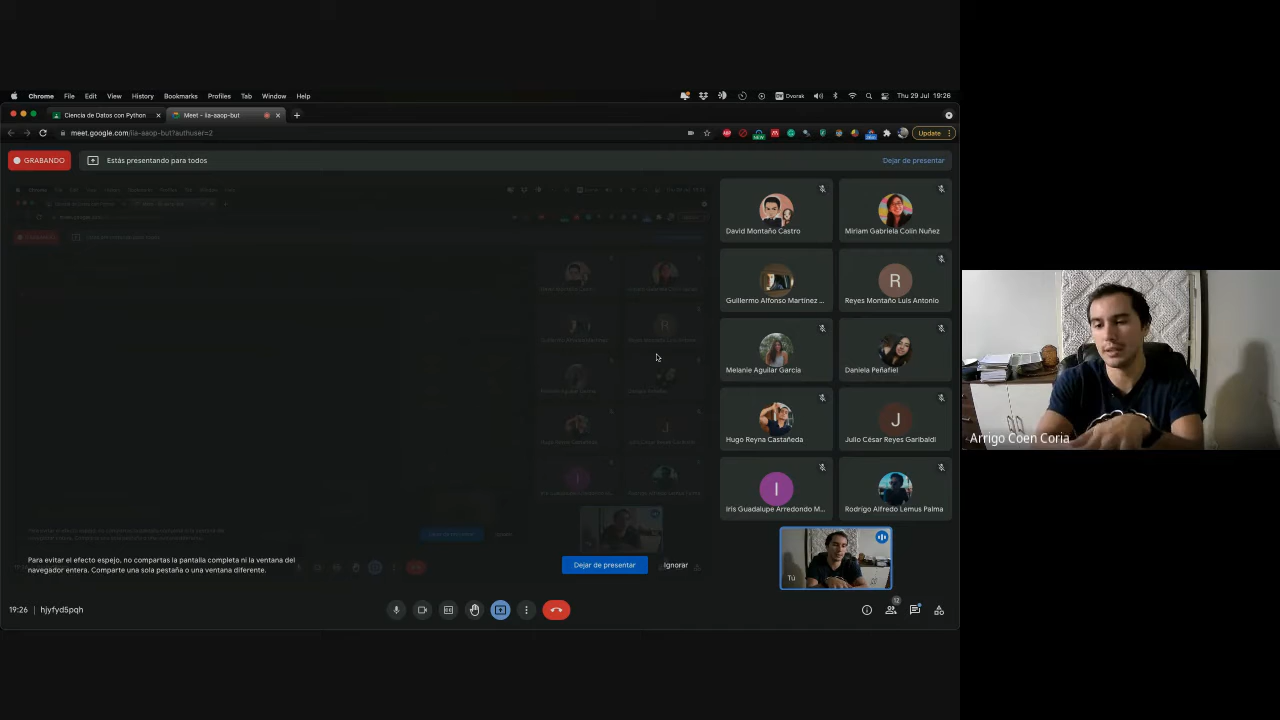 Chrome File Edit View History Bookmarks Profiles Tab Window Help
Dvorak Thu 29 Jul 19:26
Ciencia de Datos con Python
Meet - iia-aaop-but
meet.google.com/iia-aaop-but?authuser=2
NEW
Update
GRABANDO
Estás presentando para todos
Dejar de presentar
David Montaño Castro
Miriam Gabriela Colín Nuñez
Guillermo Alfonso Martínez ...
R
Reyes Montaño Luis Antonio
Melanie Aguilar García
Daniela Peñafiel
Hugo Reyna Castañeda
J
Julio César Reyes Garibaldi
I
Iris Guadalupe Arredondo M...
Rodrigo Alfredo Lemus Palma
Tú
Arrigo Coen Coria
Para evitar el efecto espejo, no compartas la pantalla completa ni la ventana del
navegador entera. Comparte una sola pestaña o una ventana diferente.
Dejar de presentar
Ignorar
19:26 | hjyfyd5pqh
12